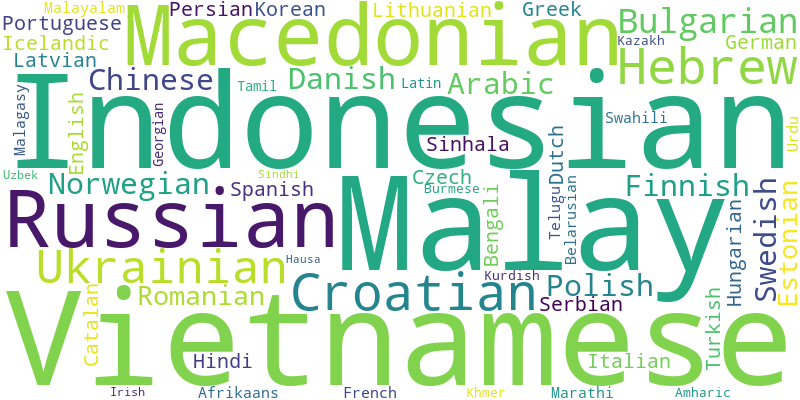 Malayalam
Persian
Korean
Lithuanian
Greek
Portuguese
Macedonian
Bulgarian
Icelandic
Kazakh
German
Latvian
Chinese
Danish
Arabic
Hebrew
Tamil
Latin
Indonesian
Malagasy
English
Georgian
Swahili
Urdu
Sinhala
Uzbek
Norwegian
Sindhi
Spanish
Czech
Burmese
Bengali
Telugu
Dutch
Belarusian
Finnish
Russian
Malay
Hungarian
Swedish
Estonian
Ukrainian
Hausa
Kurdish
Croatian
Polish
Serbian
Catalan
Romanian
Turkish
Vietnamese
Hindi
Italian
Irish
Afrikaans
French
Khmer
Marathi
Amharic